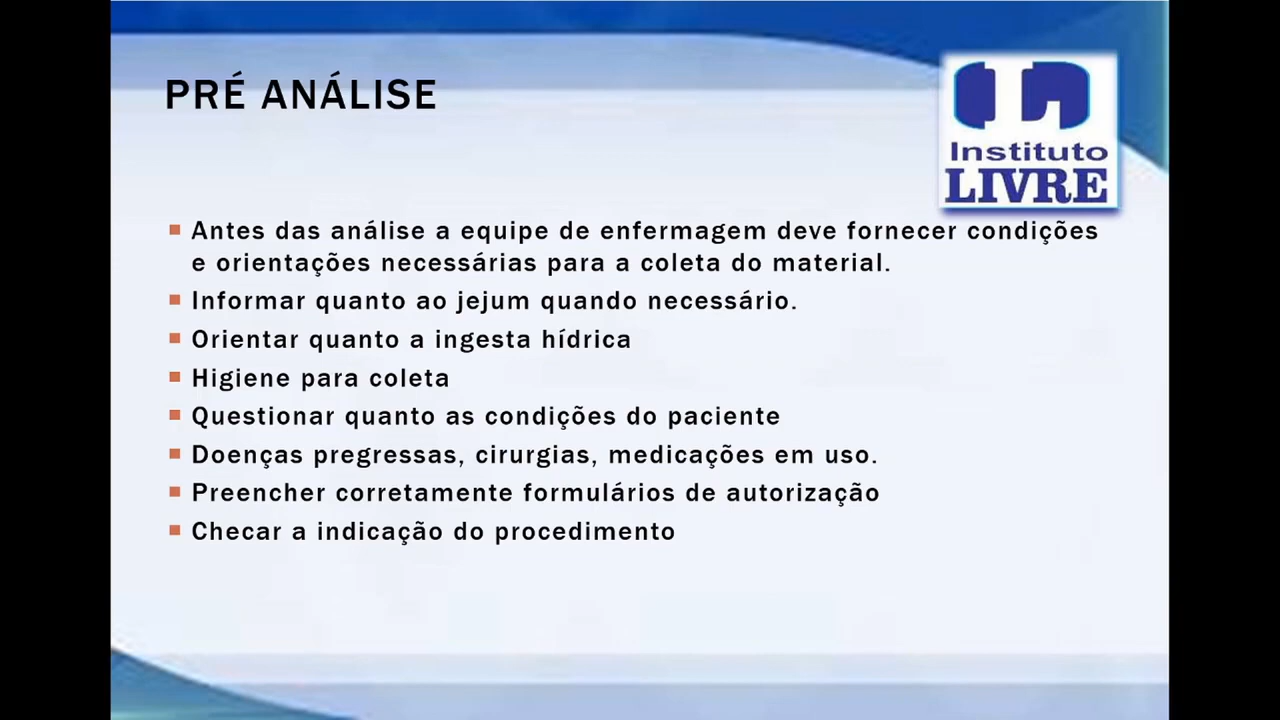 PRÉ ANÁLISE
Instituto
LIVRE
Antes das análise a equipe de enfermagem deve fornecer condições
e orientações necessárias para a coleta do material.
Informar quanto ao jejum quando necessário.
Orientar quanto a ingesta hídrica
Higiene para coleta
Questionar quanto as condições do paciente
Doenças pregressas, cirurgias, medicações em uso.
Preencher corretamente formulários de autorização
Checar a indicação do procedimento